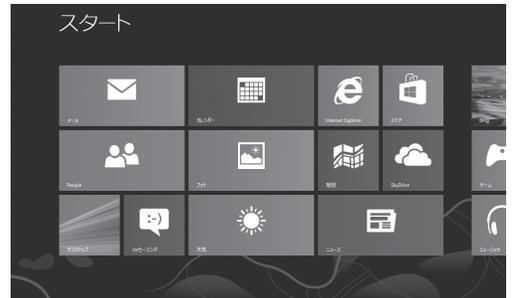 スタート
メール
カレンダー
Internet Explorer
ストア
Bing
People
フォト
地図
SkyDrive
ゲーム
デスクトップ
メッセージング
天気
ニュース
ミュージック